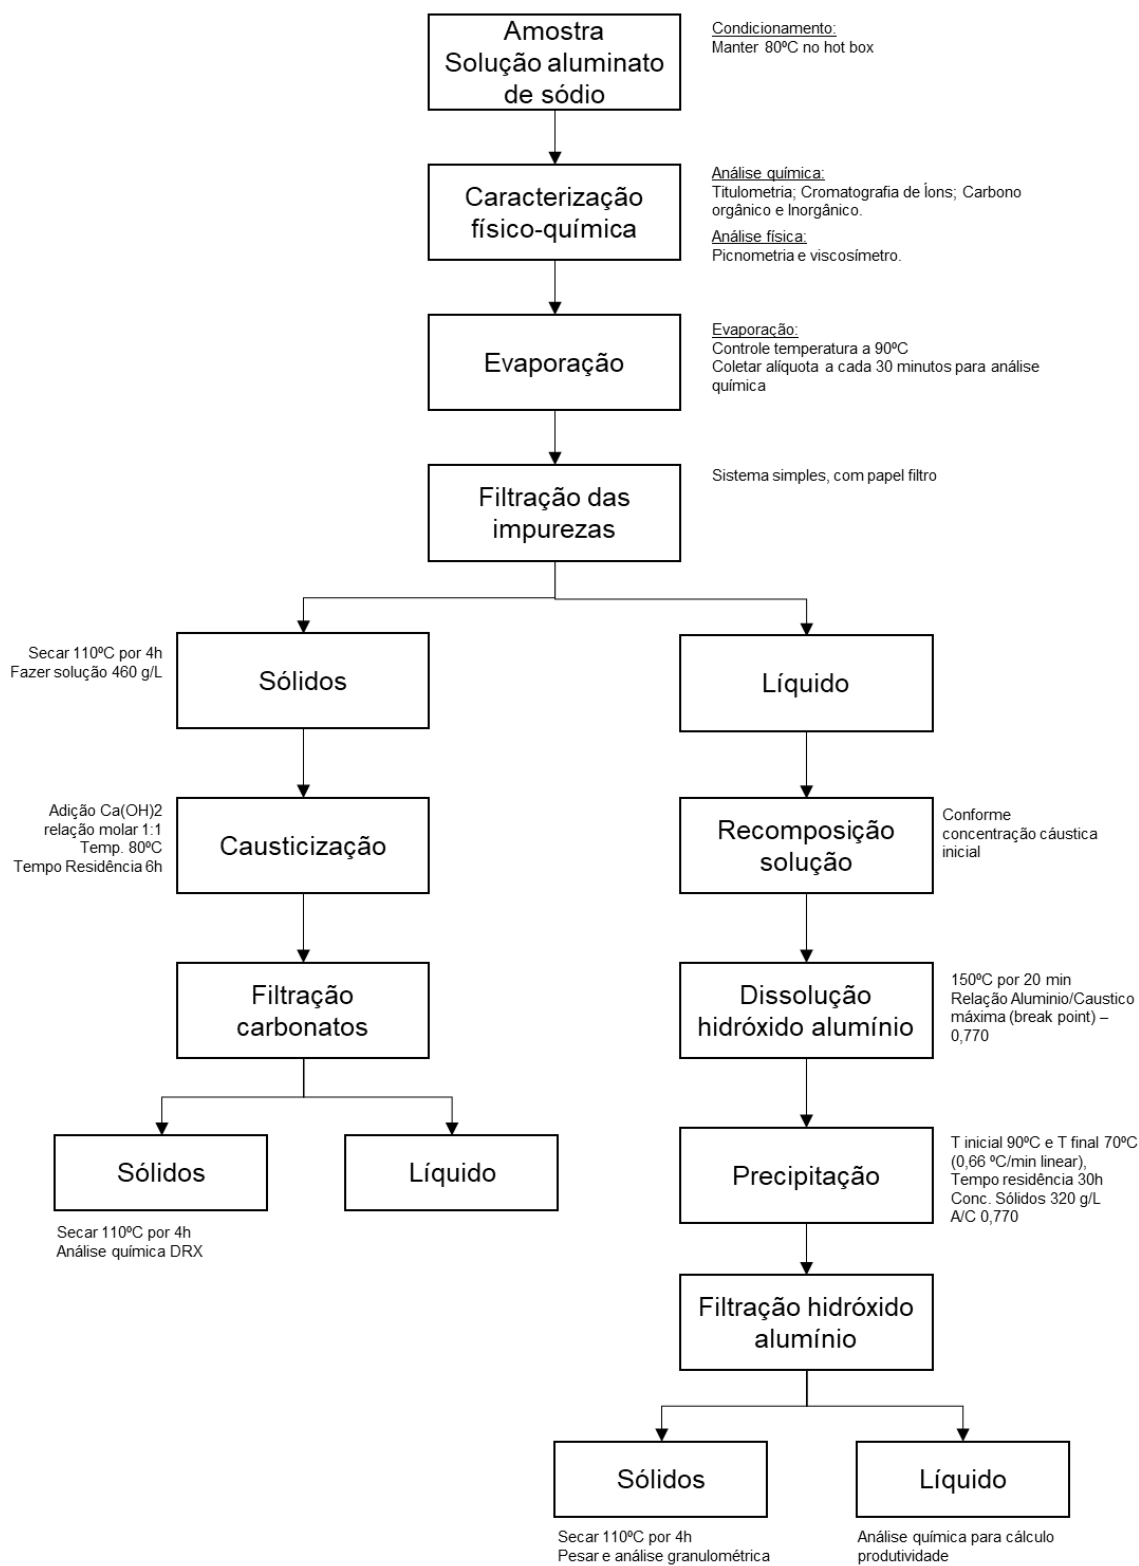 Amostra
Solução aluminato
de sódio
Condicionamento:
Manter 80ºC no hot box
Caracterização
físico-química
Análise química:
Titulometria; Cromatografia de Íons; Carbono
orgânico e Inorgânico.
Análise física:
Picnometria e viscosímetro.
Evaporação
Evaporação:
Controle temperatura a 90ºC
Coletar alíquota a cada 30 minutos para análise
química
Filtração das
impurezas
Sistema simples, com papel filtro
Secar 110ºC por 4h
Fazer solução 460 g/L
Sólidos
Líquido
Adição Ca(OH)2
relação molar 1:1
Temp. 80ºC
Tempo Residência 6h
Causticização
Recomposição
solução
Conforme
concentração cáustica
inicial
Filtração
carbonatos
Dissolução
hidróxido alumínio
150ºC por 20 min
Relação Aluminio/Caustico
máxima (break point) –
0,770
Sólidos
Líquido
Secar 110ºC por 4h
Análise química DRX
Precipitação
T inicial 90ºC e T final 70ºC
(0,66 ºC/min linear),
Tempo residência 30h
Conc. Sólidos 320 g/L
A/C 0,770
Filtração hidróxido
alumínio
Sólidos
Líquido
Secar 110ºC por 4h
Pesar e análise granulométrica
Análise química para cálculo
produtividade